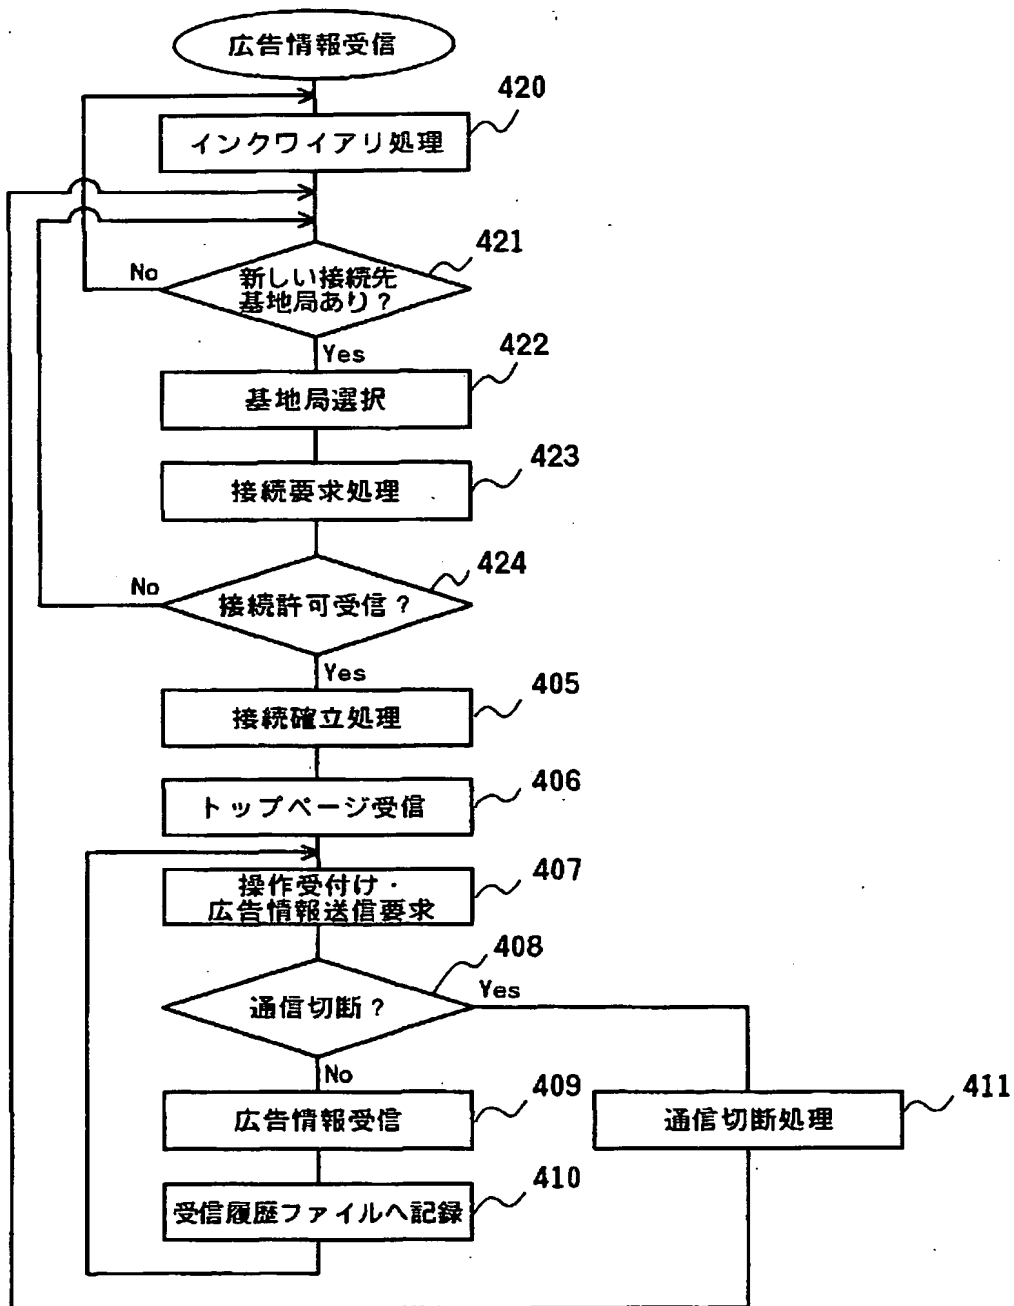 広告情報受信
420
インクワイアリ処理
421
No
新しい接続先
基地局あり?
Yes
422
基地局選択
423
接続要求処理
424
No
接続許可受信?
Yes
405
接続確立処理
406
トップページ受信
407
操作受付け・
広告情報送信要求
408
通信切断?
Yes
No
409
広告情報受信
411
通信切断処理
410
受信履歴ファイルへ記録